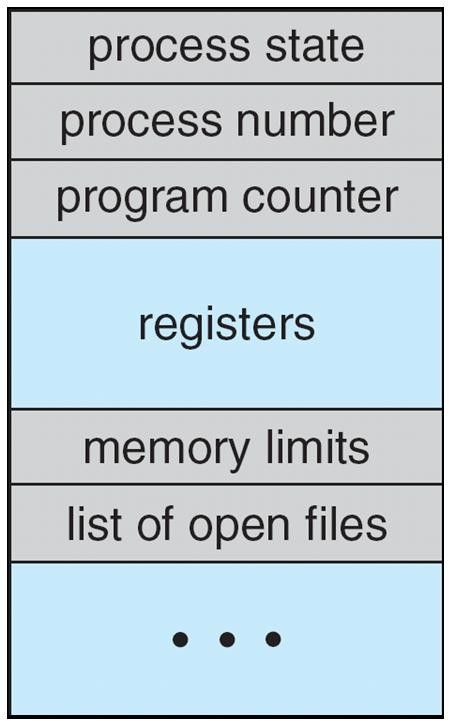 process state
process number
program counter
registers
memory limits
list of open files
• • •